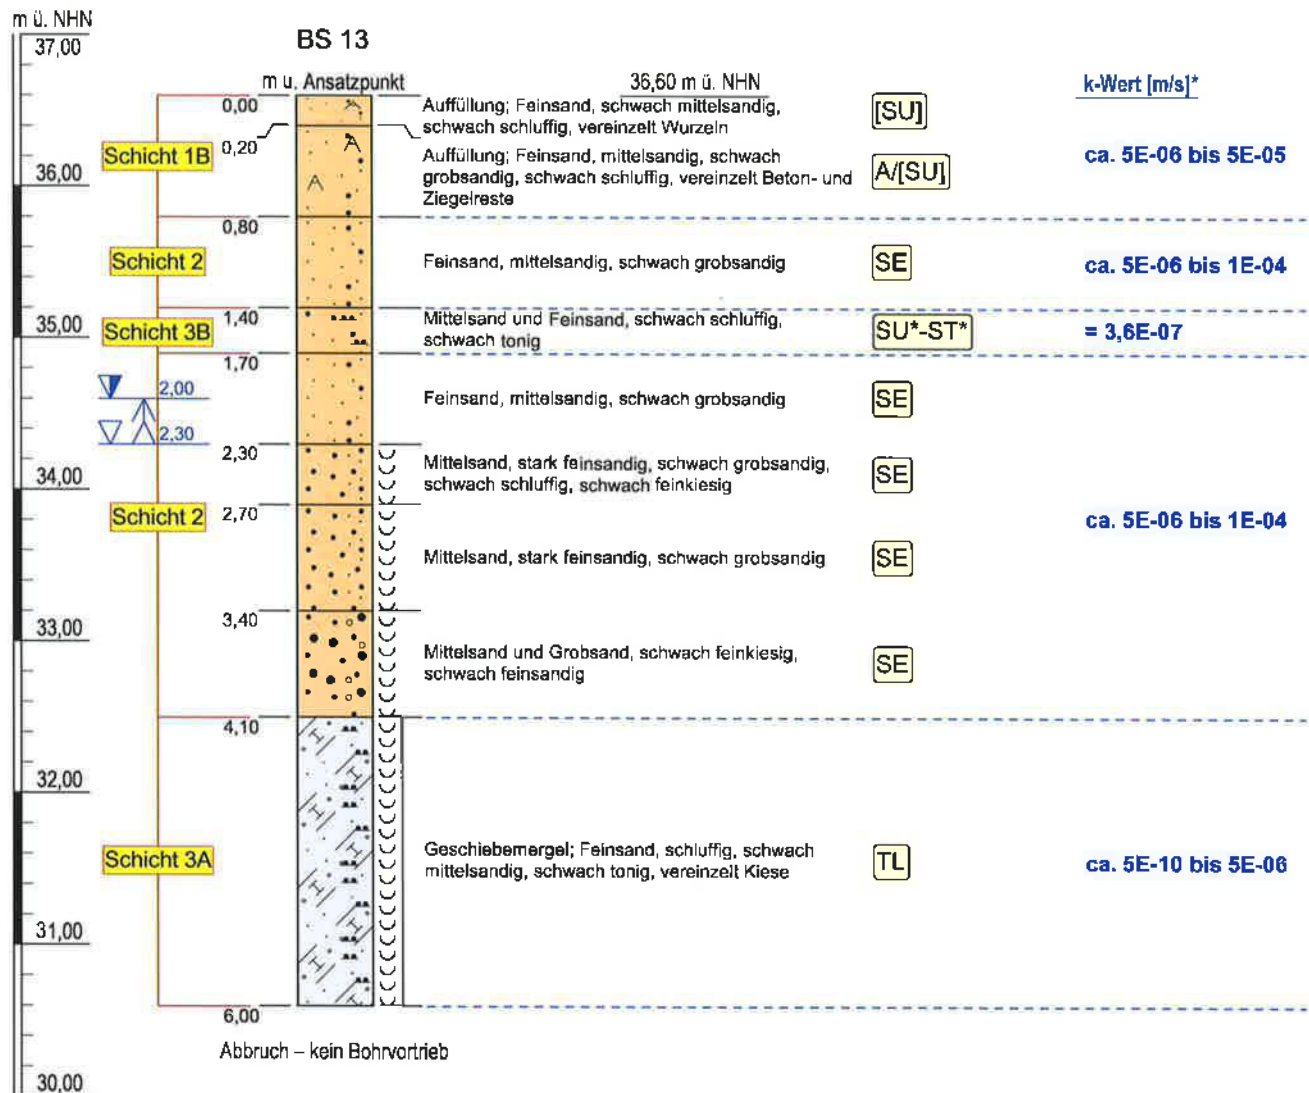 m ü. NHN
37,00
BS 13
m u. Ansatzpunkt
36,60 m ü. NHN
k-Wert [m/s]*
0,00
Auffüllung; Feinsand, schwach mittelsandig,
schwach schluffig, vereinzelt Wurzeln
[SU]
Schicht 1B
0,20
Auffüllung; Feinsand, mittelsandig, schwach
grobsandig, schwach schluffig, vereinzelt Beton- und
Ziegelreste
A/[SU]
ca. 5E-06 bis 5E-05
36,00
0,80
Schicht 2
Feinsand, mittelsandig, schwach grobsandig
SE
ca. 5E-06 bis 1E-04
35,00
1,40
Schicht 3B
Mittelsand und Feinsand, schwach schluffig,
schwach tonig
SU*-ST*
= 3,6E-07
1,70
2,00
Feinsand, mittelsandig, schwach grobsandig
SE
2,30
2,30
Mittelsand, stark feinsandig, schwach grobsandig,
schwach schluffig, schwach feinkiesig
SE
34,00
Schicht 2
2,70
ca. 5E-06 bis 1E-04
Mittelsand, stark feinsandig, schwach grobsandig
SE
3,40
33,00
Mittelsand und Grobsand, schwach feinkiesig,
schwach feinsandig
SE
4,10
32,00
Schicht 3A
Geschiebemergel; Feinsand, schluffig, schwach
mittelsandig, schwach tonig, vereinzelt Kiese
TL
ca. 5E-10 bis 5E-06
31,00
6,00
Abbruch – kein Bohrvortrieb
30,00